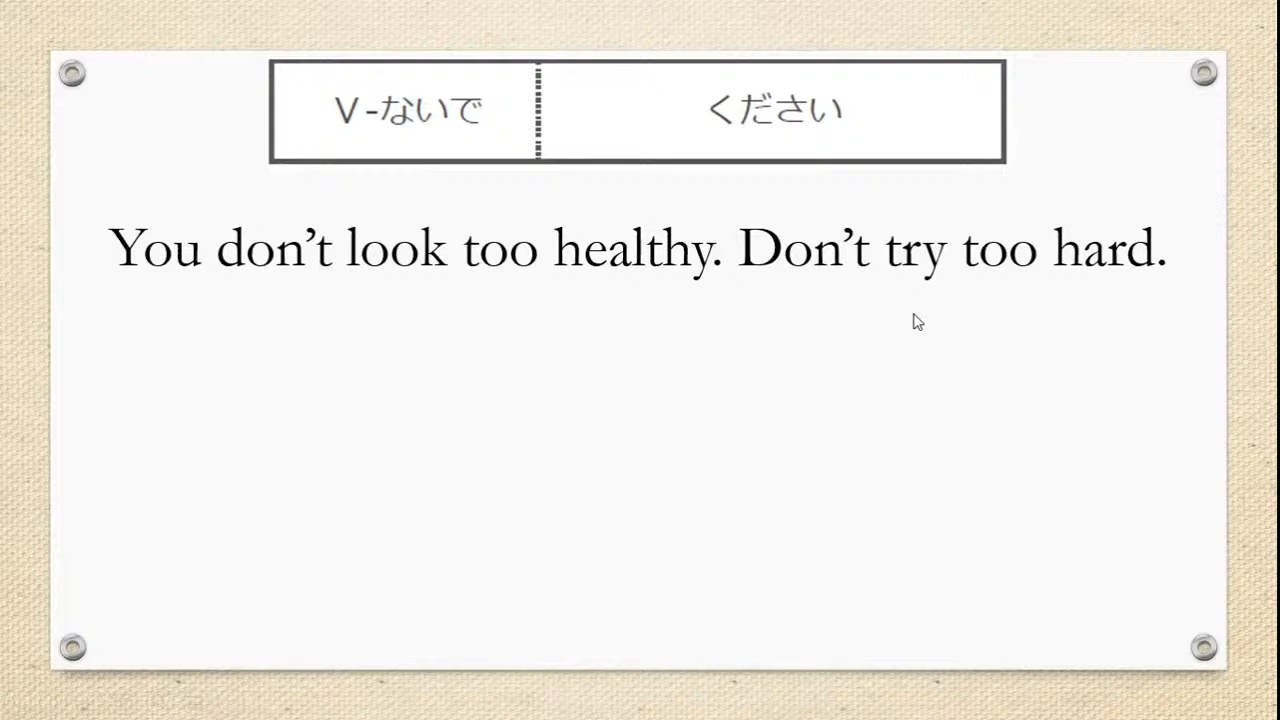 V-ないで ください
You don't look too healthy. Don't try too hard.